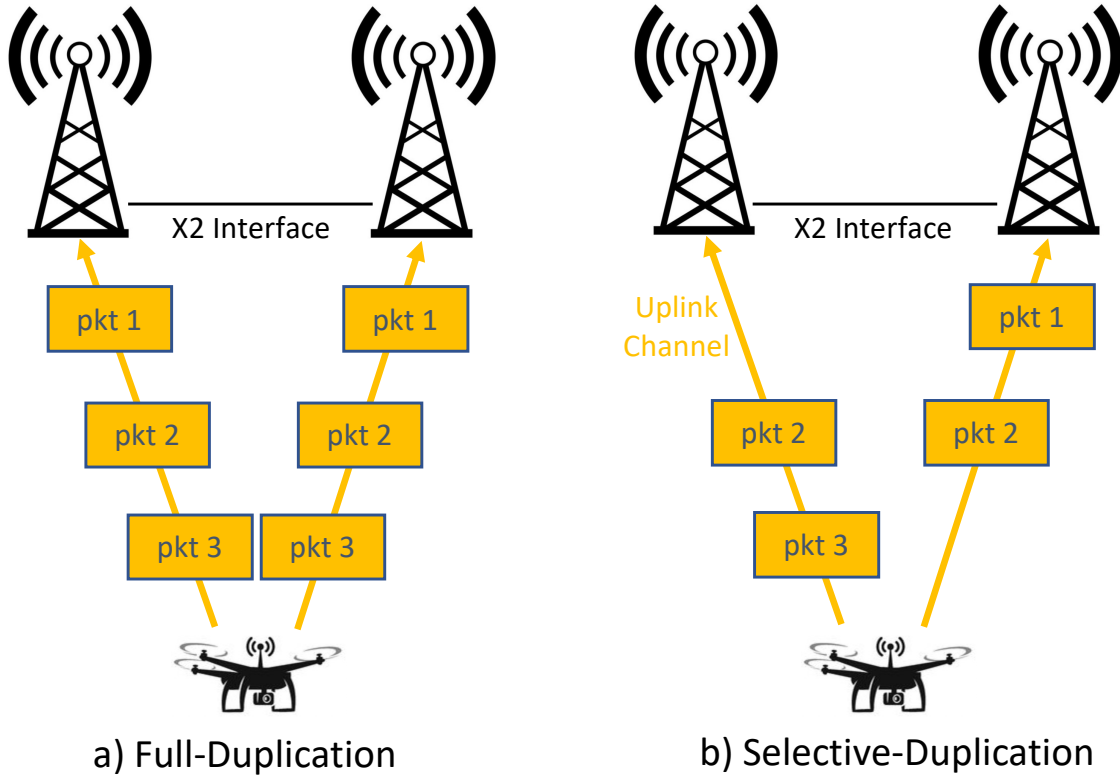 X2 Interface
pkt 1
pkt 1
pkt 2
pkt 2
pkt 3
pkt 3
a) Full-Duplication
X2 Interface
Uplink
Channel
pkt 1
pkt 2
pkt 2
pkt 3
b) Selective-Duplication